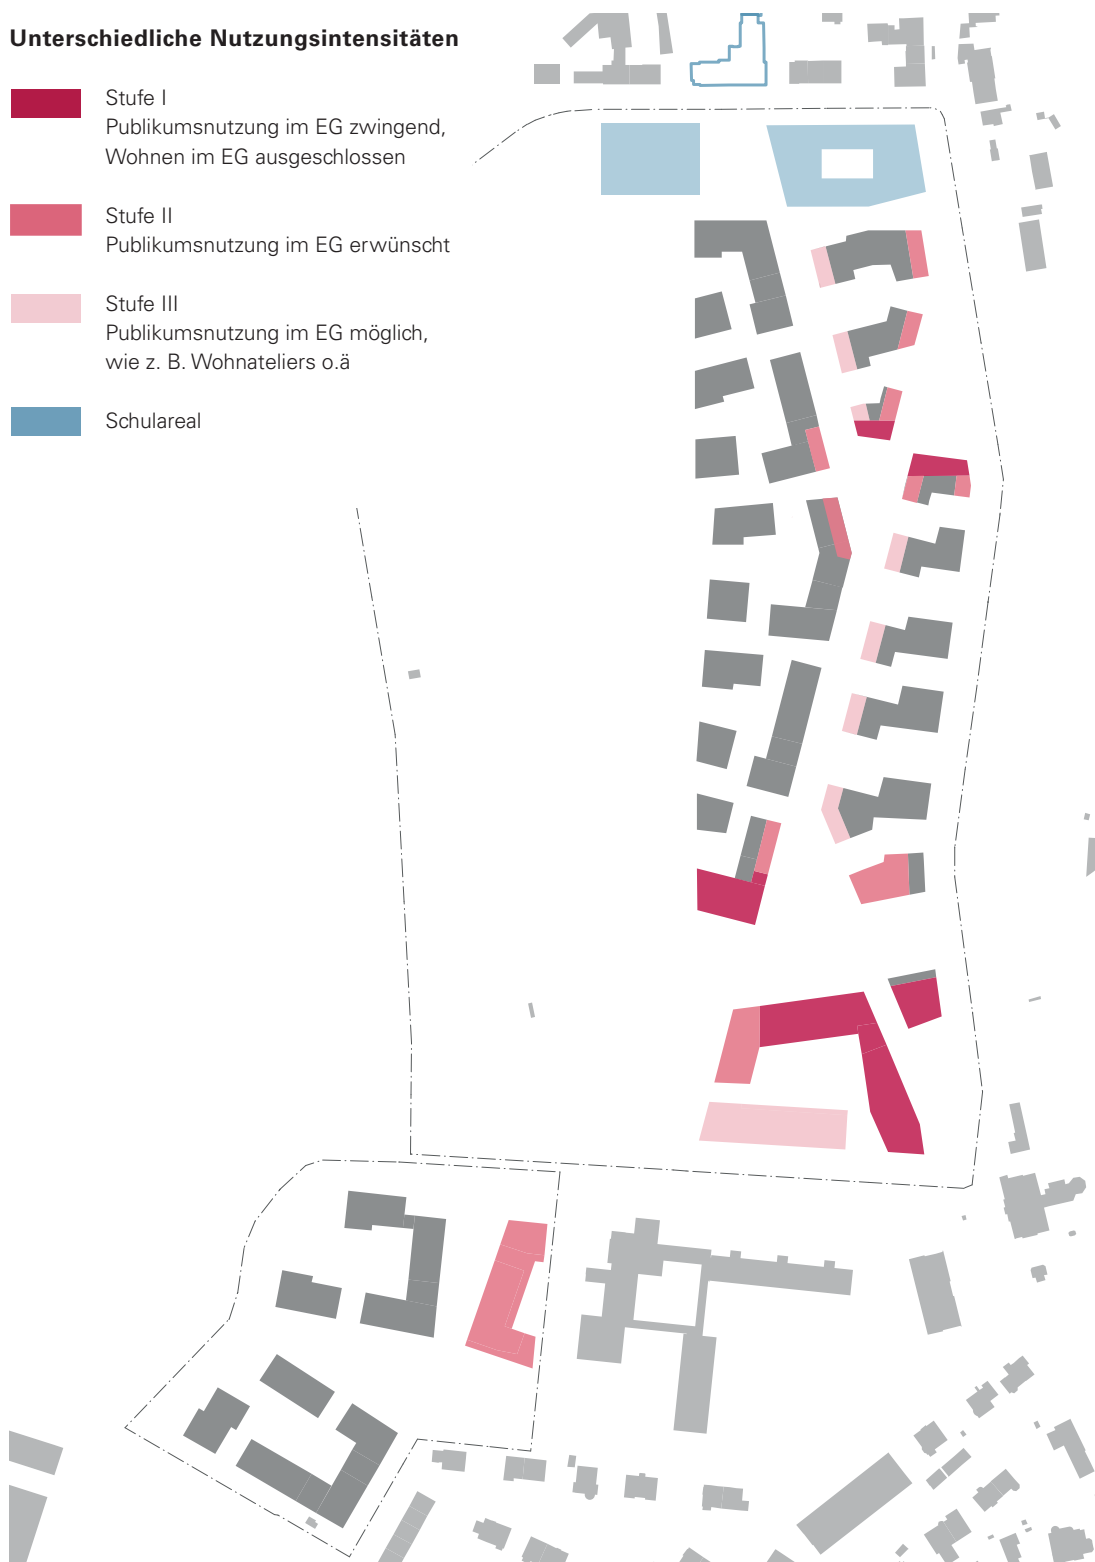 Unterschiedliche Nutzungsintensitäten
Stufe I
Publikumsnutzung im EG zwingend,
Wohnen im EG ausgeschlossen
Stufe II
Publikumsnutzung im EG erwünscht
Stufe III
Publikumsnutzung im EG möglich,
wie z. B. Wohnateliers o.ä
Schulareal